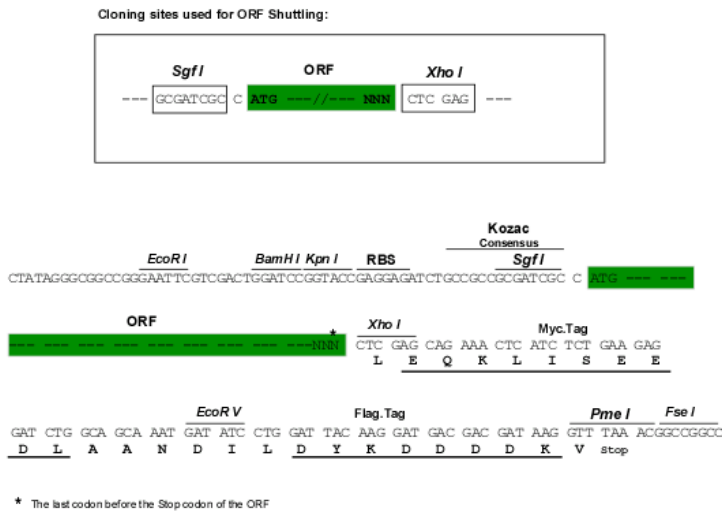 Cloning sites used for ORF Shuttling:
Sgf I ORF Xho I
--- GCGATCGC C ATG ---//--- NNN CTC GAG ---
Kozac
Consensus
EcoR I BamH I Kpn I RBS Sgf I
CTATAGGGCGGCCGGGAATTCGTCGACTGGATCCGGTACCGAGGAGATCTGCCGCCGCGATCGC C ATG --- ---
ORF
* Xho I Myc.Tag
--- --- --- --- --- --- --- --- --- ---NNN CTC GAG CAG AAA CTC ATC TCT GAA GAG
L E Q K L I S E E
EcoR V Flag.Tag Pme I Fse I
GAT CTG GCA GCA AAT GAT ATC CTG GAT TAC AAG GAT GAC GAC GAT AAG GTT TAA ACGGCCGGCC
D L A A N D I L D Y K D D D D K V Stop
* The last codon before the Stop codon of the ORF